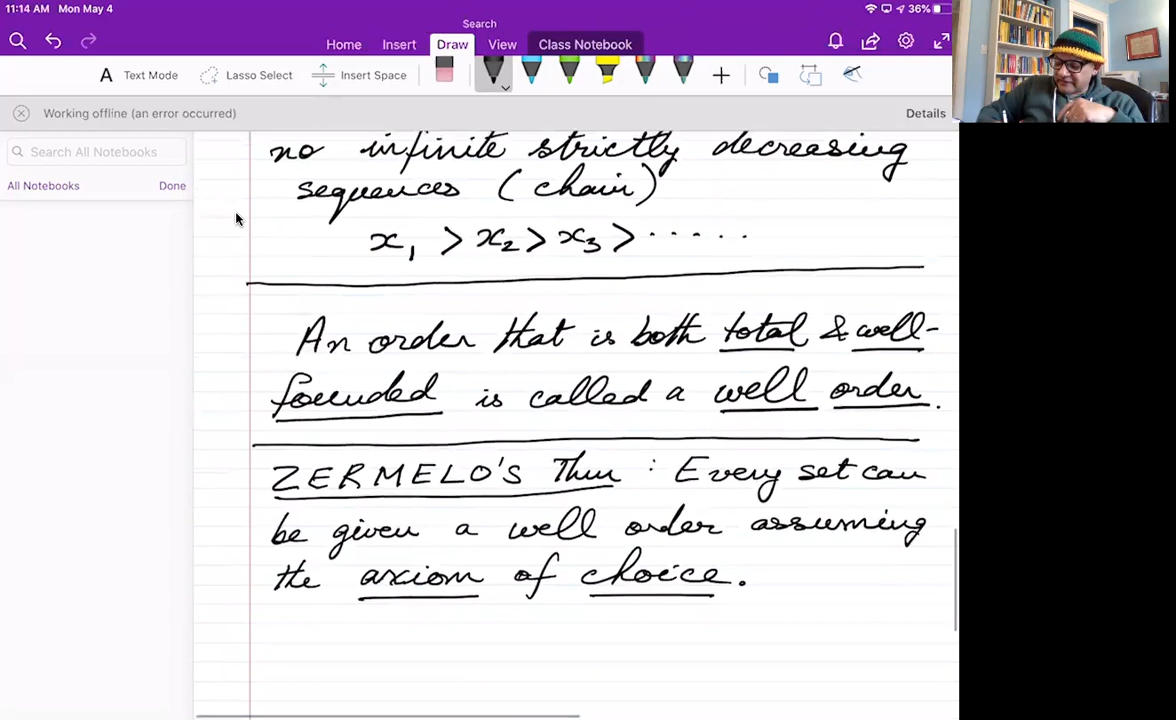 11:14 AM Mon May 4
36%
Search
Home Insert Draw View Class Notebook
Text Mode Lasso Select Insert Space
Working offline (an error occurred) Details
Search All Notebooks
All Notebooks Done
no infinite strictly decreasing
sequences (chain)
x₁ > x₂ > x₃ > ......
An order that is both total & well-
founded is called a well order.
ZERMELO'S Thm : Every set can
be given a well order assuming
the axiom of choice.